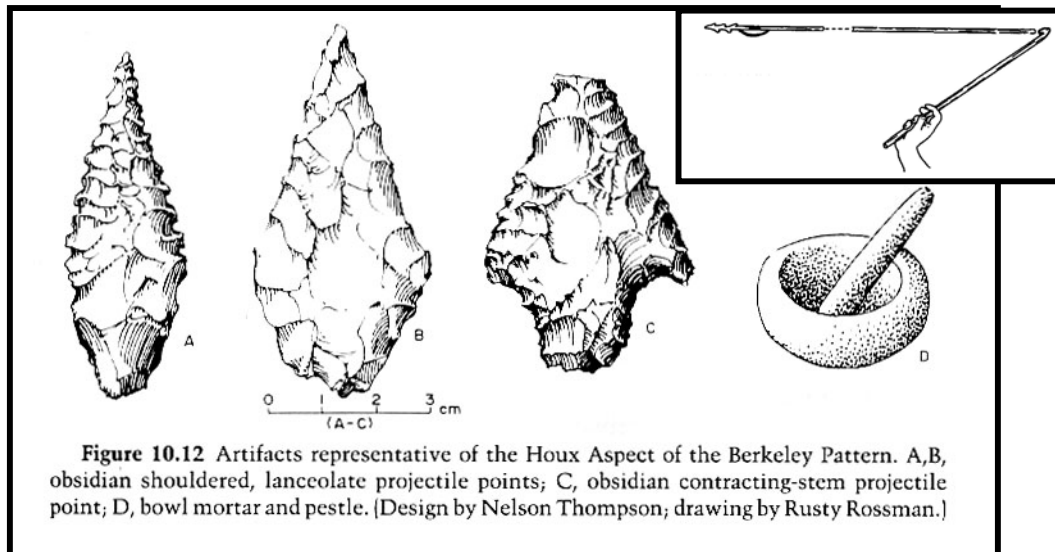 A
B
C
D
0 1 2 3 cm
(A-C)
Figure 10.12 Artifacts representative of the Houx Aspect of the Berkeley Pattern. A,B,
obsidian shouldered, lanceolate projectile points; C, obsidian contracting-stem projectile
point; D, bowl mortar and pestle. (Design by Nelson Thompson; drawing by Rusty Rossman.)